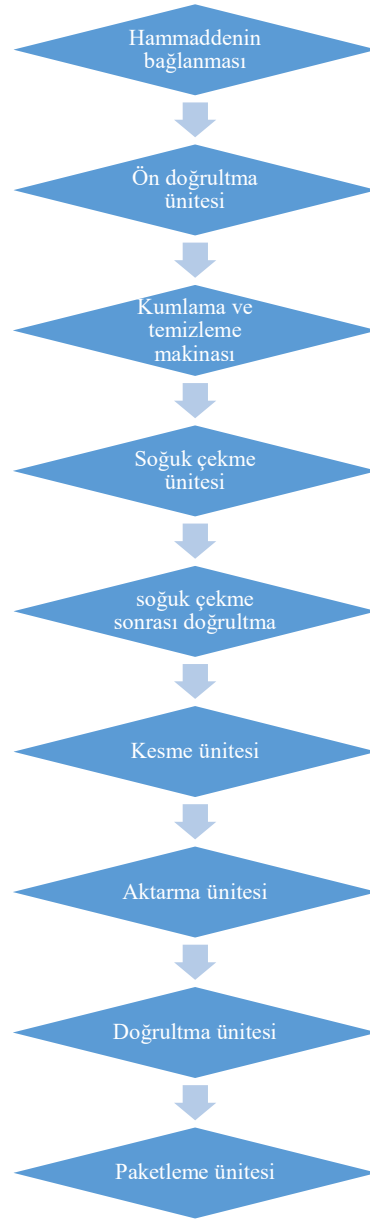 Hammaddenin
bağlanması
Ön doğrultma
ünitesi
Kumlama ve
temizleme
makinası
Soğuk çekme
ünitesi
soğuk çekme
sonrası doğrultma
Kesme ünitesi
Aktarma ünitesi
Doğrultma ünitesi
Paketleme ünitesi